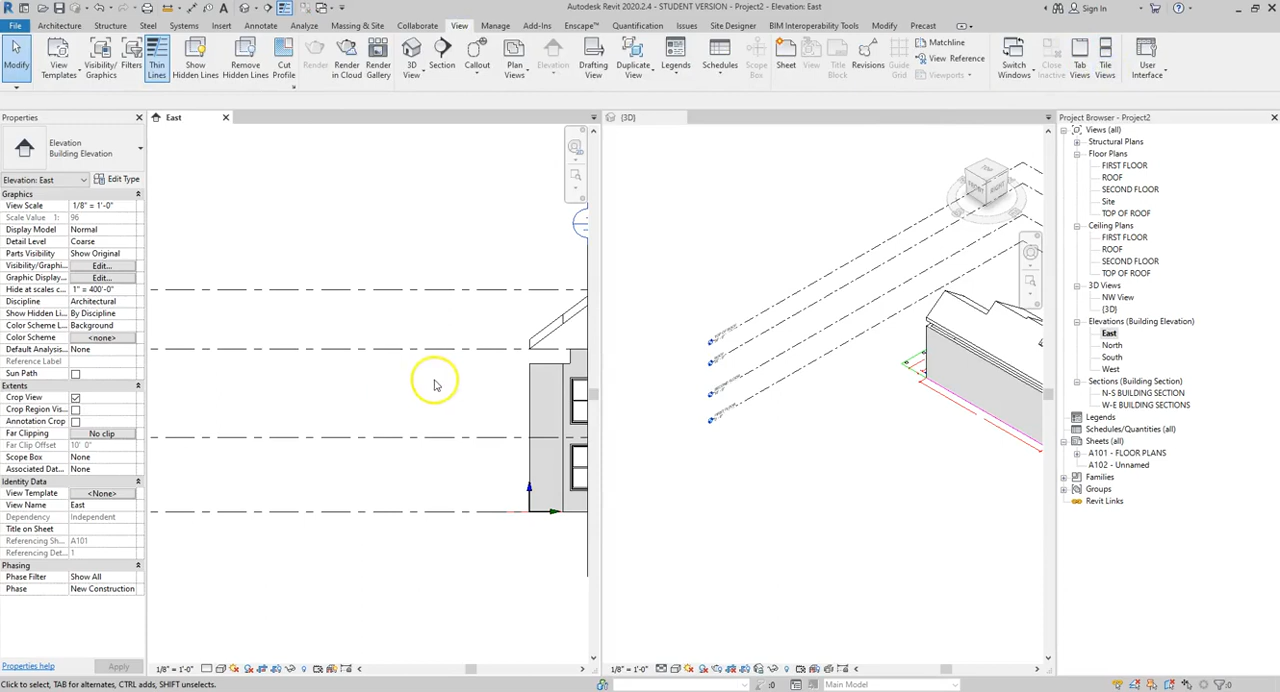 Autodesk Revit 2020.2.4 - STUDENT VERSION - Project2 - Elevation: East
Sign In
File Architecture Structure Steel Systems Insert Annotate Analyze Massing & Site Collaborate View Manage Add-Ins Enscape™ Quantification Issues Site Designer BIM Interoperability Tools Modify Precast
Modify
View Templates
Visibility/ Graphics
Filters
Thin Lines
Show Hidden Lines
Remove Hidden Lines
Cut Profile
Render
Render in Cloud
Render Gallery
3D View
Section
Callout
Plan Views
Elevation
Drafting View
Duplicate View
Legends
Schedules
Scope Box
Sheet
View
Title Block
Revisions
Guide Grid
Matchline
View Reference
Viewports
Switch Windows
Close Inactive
Tab Views
Tile Views
User Interface
Properties
Elevation
Building Elevation
Elevation: East
Edit Type
Graphics
View Scale 1/8" = 1'-0"
Scale Value 1: 96
Display Model Normal
Detail Level Coarse
Parts Visibility Show Original
Visibility/Graphi... Edit...
Graphic Display... Edit...
Hide at scales c... 1" = 400'-0"
Discipline Architectural
Show Hidden Li... By Discipline
Color Scheme L... Background
Color Scheme <none>
Default Analysis... None
Reference Label
Sun Path
Extents
Crop View
Crop Region Vis...
Annotation Crop
Far Clipping No clip
Far Clip Offset 10' 0"
Scope Box None
Associated Dat... None
Identity Data
View Template <None>
View Name East
Dependency Independent
Title on Sheet
Referencing Sh... A101
Referencing Det... 1
Phasing
Phase Filter Show All
Phase New Construction
Properties help
Apply
East
1/8" = 1'-0"
{3D}
1/8" = 1'-0"
TOP
FRONT
RIGHT
Project Browser - Project2
Views (all)
Structural Plans
Floor Plans
FIRST FLOOR
ROOF
SECOND FLOOR
Site
TOP OF ROOF
Ceiling Plans
FIRST FLOOR
ROOF
SECOND FLOOR
TOP OF ROOF
3D Views
NW View
{3D}
Elevations (Building Elevation)
East
North
South
West
Sections (Building Section)
N-S BUILDING SECTION
W-E BUILDING SECTIONS
Legends
Schedules/Quantities (all)
Sheets (all)
A101 - FLOOR PLANS
A102 - Unnamed
Families
Groups
Revit Links
Click to select, TAB for alternates, CTRL adds, SHIFT unselects.
:0
Main Model
:0